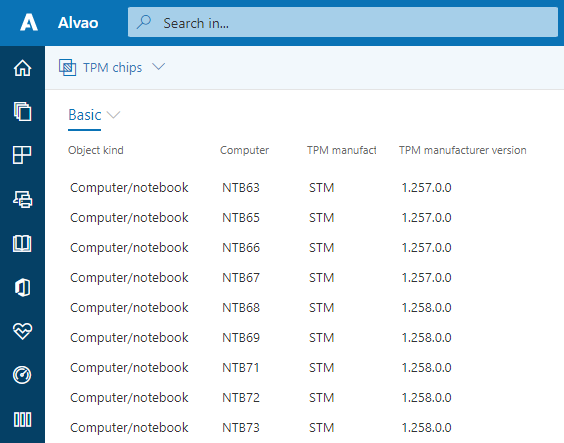 Alvao Search in...
TPM chips
Basic
Object kind Computer TPM manufact TPM manufacturer version
Computer/notebook NTB63 STM 1.257.0.0
Computer/notebook NTB65 STM 1.257.0.0
Computer/notebook NTB66 STM 1.257.0.0
Computer/notebook NTB67 STM 1.257.0.0
Computer/notebook NTB68 STM 1.258.0.0
Computer/notebook NTB69 STM 1.258.0.0
Computer/notebook NTB71 STM 1.258.0.0
Computer/notebook NTB72 STM 1.258.0.0
Computer/notebook NTB73 STM 1.258.0.0